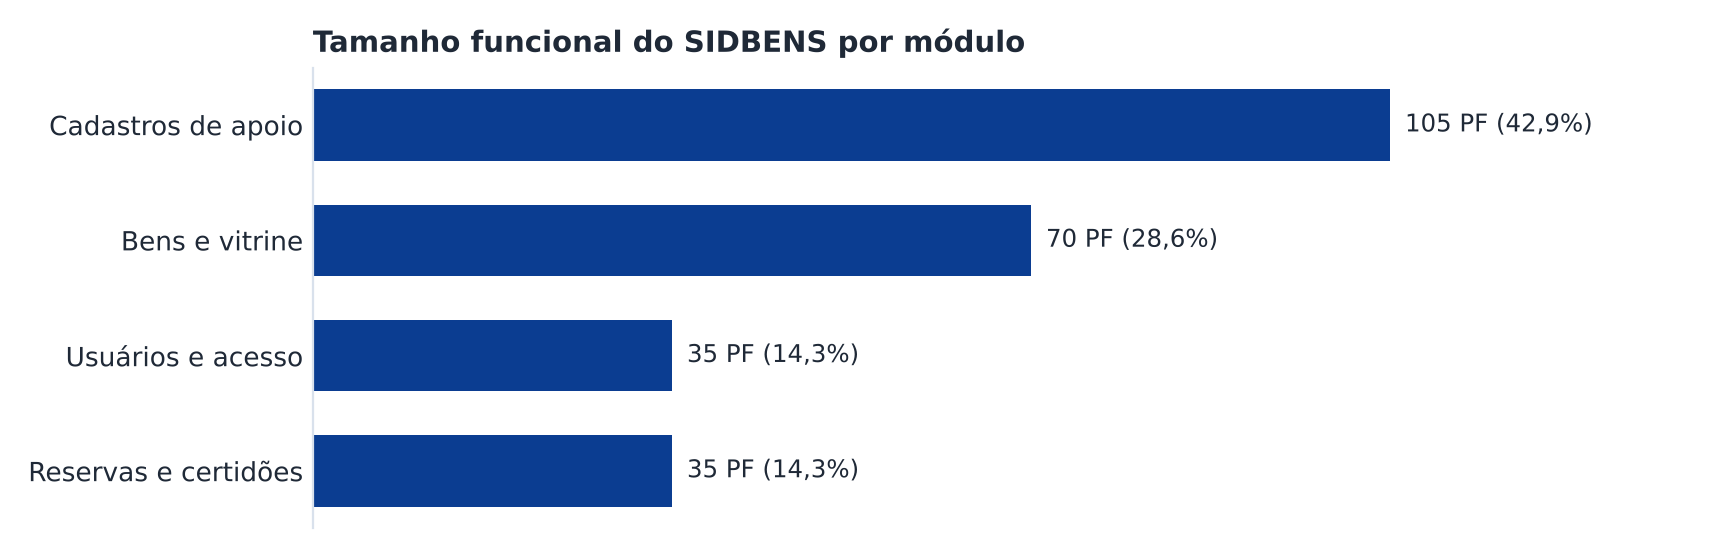 Tamanho funcional do SIDBENS por módulo
Cadastros de apoio 105 PF (42,9%)
Bens e vitrine 70 PF (28,6%)
Usuários e acesso 35 PF (14,3%)
Reservas e certidões 35 PF (14,3%)